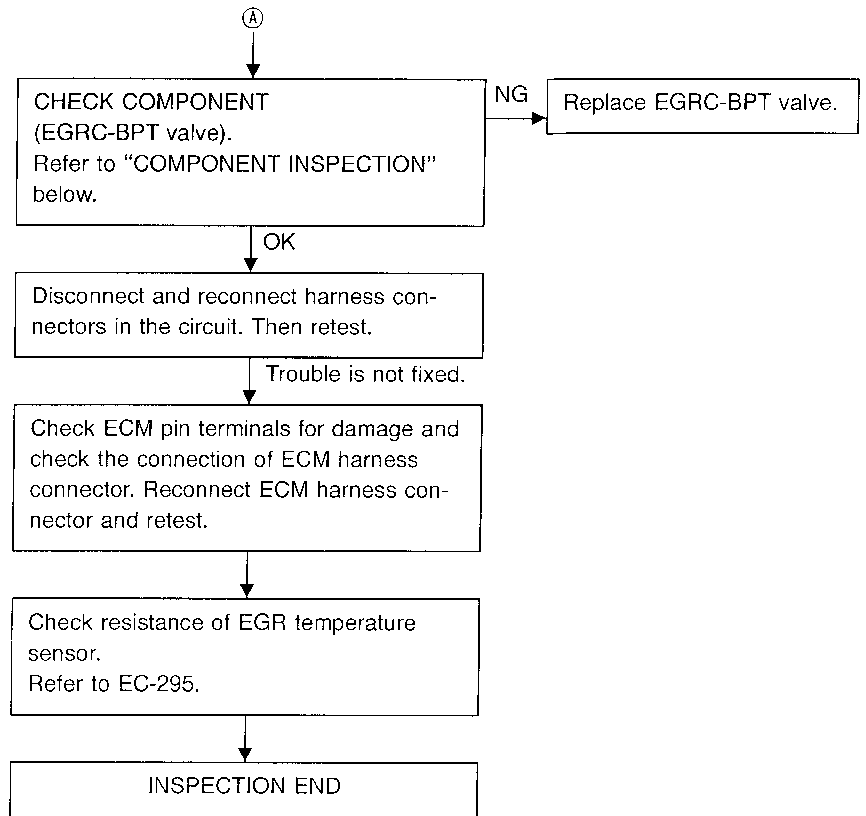 Ⓐ
CHECK COMPONENT
(EGRC-BPT valve).
Refer to “COMPONENT INSPECTION”
below.
NG
Replace EGRC-BPT valve.
OK
Disconnect and reconnect harness con-
nectors in the circuit. Then retest.
Trouble is not fixed.
Check ECM pin terminals for damage and
check the connection of ECM harness
connector. Reconnect ECM harness con-
nector and retest.
Check resistance of EGR temperature
sensor.
Refer to EC-295.
INSPECTION END